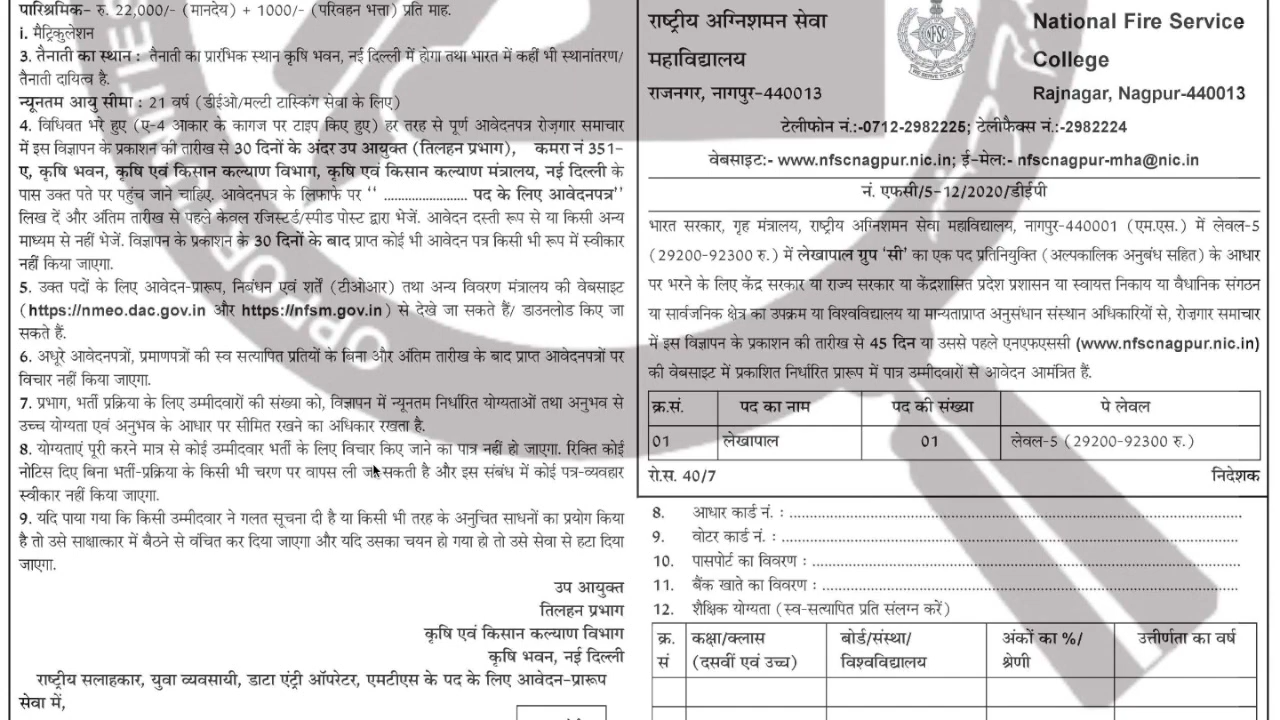 पारिश्रमिक– रु. 22,000/- (मानदेय) + 1000/- (परिवहन भत्ता) प्रति माह.
i. मैट्रिकुलेशन
3. तैनाती का स्थान : तैनाती का प्रारंभिक स्थान कृषि भवन, नई दिल्ली में होगा तथा भारत में कहीं भी स्थानांतरण/
तैनाती दायित्व है.
न्यूनतम आयु सीमा : 21 वर्ष (डीईओ/मल्टी टास्किंग सेवा के लिए)
4. विधिवत भरे हुए (ए-4 आकार के कागज पर टाइप किए हुए) हर तरह से पूर्ण आवेदनपत्र रोज़गार समाचार
में इस विज्ञापन के प्रकाशन की तारीख से 30 दिनों के अंदर उप आयुक्त (तिलहन प्रभाग), कमरा नं 351-
ए, कृषि भवन, कृषि एवं किसान कल्याण विभाग, कृषि एवं किसान कल्याण मंत्रालय, नई दिल्ली के
पास उक्त पते पर पहुंच जाने चाहिए. आवेदनपत्र के लिफाफे पर ‘‘ ........................ पद के लिए आवेदनपत्र’’
लिख दें और अंतिम तारीख से पहले केवल रजिस्टर्ड/स्पीड पोस्ट द्वारा भेजें. आवेदन दस्ती रूप से या किसी अन्य
माध्यम से नहीं भेजें. विज्ञापन के प्रकाशन के 30 दिनों के बाद प्राप्त कोई भी आवेदन पत्र किसी भी रूप में स्वीकार
नहीं किया जाएगा.
5. उक्त पदों के लिए आवेदन-प्रारूप, निबंधन एवं शर्तें (टीओआर) तथा अन्य विवरण मंत्रालय की वेबसाइट
(https://nmeo.dac.gov.in और https://nfsm.gov.in) से देखे जा सकते हैं/ डाउनलोड किए जा
सकते हैं.
6. अधूरे आवेदनपत्रों, प्रमाणपत्रों की स्व सत्यापित प्रतियों के बिना और अंतिम तारीख के बाद प्राप्त आवेदनपत्रों पर
विचार नहीं किया जाएगा.
7. प्रभाग, भर्ती प्रक्रिया के लिए उम्मीदवारों की संख्या को, विज्ञापन में न्यूनतम निर्धारित योग्यताओं तथा अनुभव से
उच्च योग्यता एवं अनुभव के आधार पर सीमित रखने का अधिकार रखता है.
8. योग्यताएं पूरी करने मात्र से कोई उम्मीदवार भर्ती के लिए विचार किए जाने का पात्र नहीं हो जाएगा. रिक्ति कोई
नोटिस दिए बिना भर्ती-प्रक्रिया के किसी भी चरण पर वापस ली जा सकती है और इस संबंध में कोई पत्र-व्यवहार
स्वीकार नहीं किया जाएगा.
9. यदि पाया गया कि किसी उम्मीदवार ने गलत सूचना दी है या किसी भी तरह के अनुचित साधनों का प्रयोग किया
है तो उसे साक्षात्कार में बैठने से वंचित कर दिया जाएगा और यदि उसका चयन हो गया हो तो उसे सेवा से हटा दिया
जाएगा.
उप आयुक्त
तिलहन प्रभाग
कृषि एवं किसान कल्याण विभाग
कृषि भवन, नई दिल्ली
राष्ट्रीय सलाहकार, युवा व्यवसायी, डाटा एंट्री ऑपरेटर, एमटीएस के पद के लिए आवेदन-प्रारूप
सेवा में,
राष्ट्रीय अग्निशमन सेवा
महाविद्यालय
राजनगर, नागपुर-440013
NFSC
WE SERVE TO SAVE
National Fire Service
College
Rajnagar, Nagpur-440013
टेलीफोन नं.:-0712-2982225; टेलीफैक्स नं.:-2982224
वेबसाइट:- www.nfscnagpur.nic.in; ई-मेल:- nfscnagpur-mha@nic.in
नं. एफसी/5-12/2020/डीईपी
भारत सरकार, गृह मंत्रालय, राष्ट्रीय अग्निशमन सेवा महाविद्यालय, नागपुर-440001 (एम.एस.) में लेवल-5
(29200-92300 रु.) में लेखापाल ग्रुप ‘सी’ का एक पद प्रतिनियुक्ति (अल्पकालिक अनुबंध सहित) के आधार
पर भरने के लिए केंद्र सरकार या राज्य सरकार या केंद्रशासित प्रदेश प्रशासन या स्वायत्त निकाय या वैधानिक संगठन
या सार्वजनिक क्षेत्र का उपक्रम या विश्वविद्यालय या मान्यताप्राप्त अनुसंधान संस्थान अधिकारियों से, रोज़गार समाचार
में इस विज्ञापन के प्रकाशन की तारीख से 45 दिन या उससे पहले एनएफएससी (www.nfscnagpur.nic.in)
की वेबसाइट में प्रकाशित निर्धारित प्रारूप में पात्र उम्मीदवारों से आवेदन आमंत्रित हैं.
क्र.सं. पद का नाम पद की संख्या पे लेवल
01 लेखापाल 01 लेवल-5 (29200-92300 रु.)
रो.स. 40/7 निदेशक
8. आधार कार्ड नं. : ........................
9. वोटर कार्ड नं. : ........................
10. पासपोर्ट का विवरण : ........................
11. बैंक खाते का विवरण : ........................
12. शैक्षिक योग्यता (स्व-सत्यापित प्रति संलग्न करें)
क्र. कक्षा/क्लास बोर्ड/संस्था/ अंकों का %/ उत्तीर्णता का वर्ष
सं (दसवीं एवं उच्च) विश्वविद्यालय श्रेणी